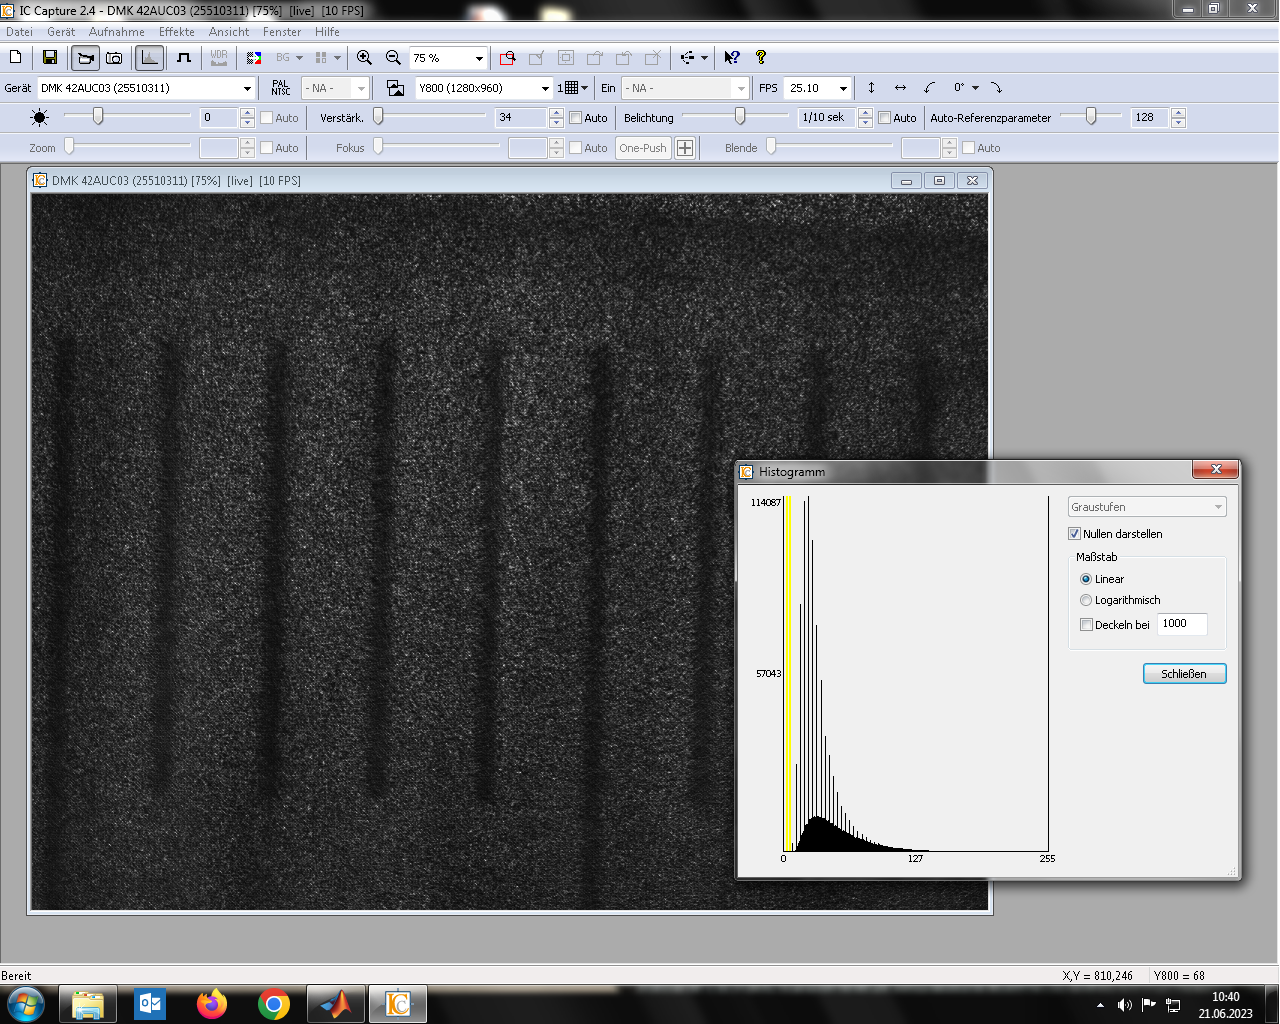 IC Capture 2.4 - DMK 42AUC03 (25510311) [75%]  [live]  [10 FPS]
Datei Gerät Aufnahme Effekte Ansicht Fenster Hilfe
WDR BG 75 %
Gerät DMK 42AUC03 (25510311) PAL NTSC - NA - Y800 (1280x960) 1 Ein - NA - FPS 25.10 0°
0 Auto Verstärk. 34 Auto Belichtung 1/10 sek Auto Auto-Referenzparameter 128
Zoom Auto Fokus Auto One-Push Blende Auto
DMK 42AUC03 (25510311) [75%]  [live]  [10 FPS]
Histogramm
114087
57043
0 127 255
Graustufen
Nullen darstellen
Maßstab
Linear
Logarithmisch
Deckeln bei 1000
Schließen
Bereit X,Y = 810,246 Y800 = 68
10:40
21.06.2023